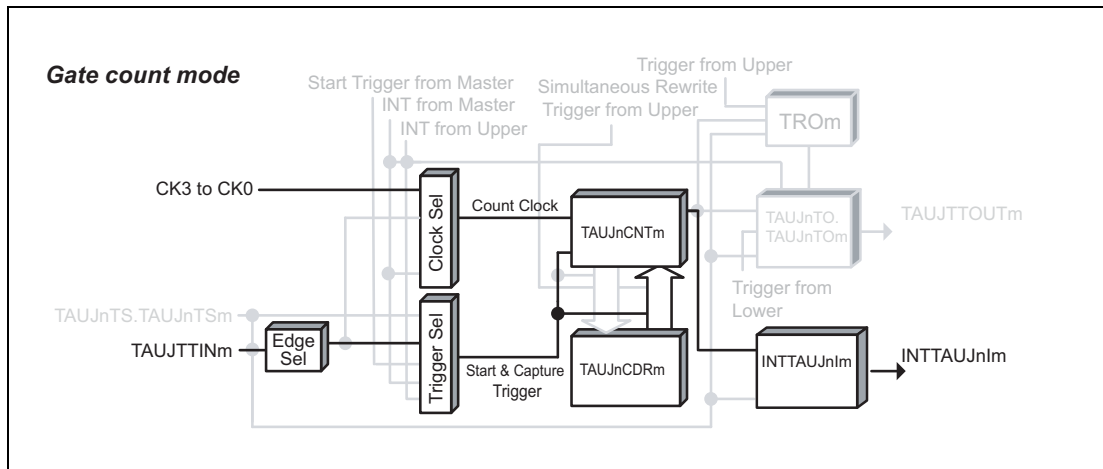 Gate count mode
Start Trigger from Master
INT from Master
INT from Upper
Trigger from Upper
Simultaneous Rewrite
Trigger from Upper
TROm
CK3 to CK0
Clock Sel
Count Clock
TAUJnCNTm
TAUJnTO.
TAUJnTOm
TAUJTTOUTm
Trigger from
Lower
TAUJnTS.TAUJnTSm
TAUJTTINm
Edge
Sel
Trigger Sel
Start & Capture
Trigger
TAUJnCDRm
INTTAUJnIm
INTTAUJnIm